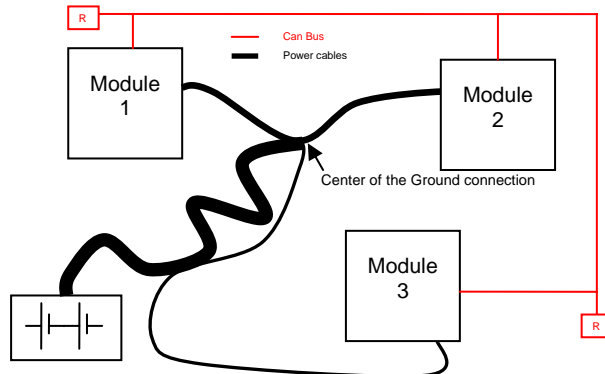 R
Can Bus
Power cables
Module
1
Module
2
Center of the Ground connection
Module
3
R